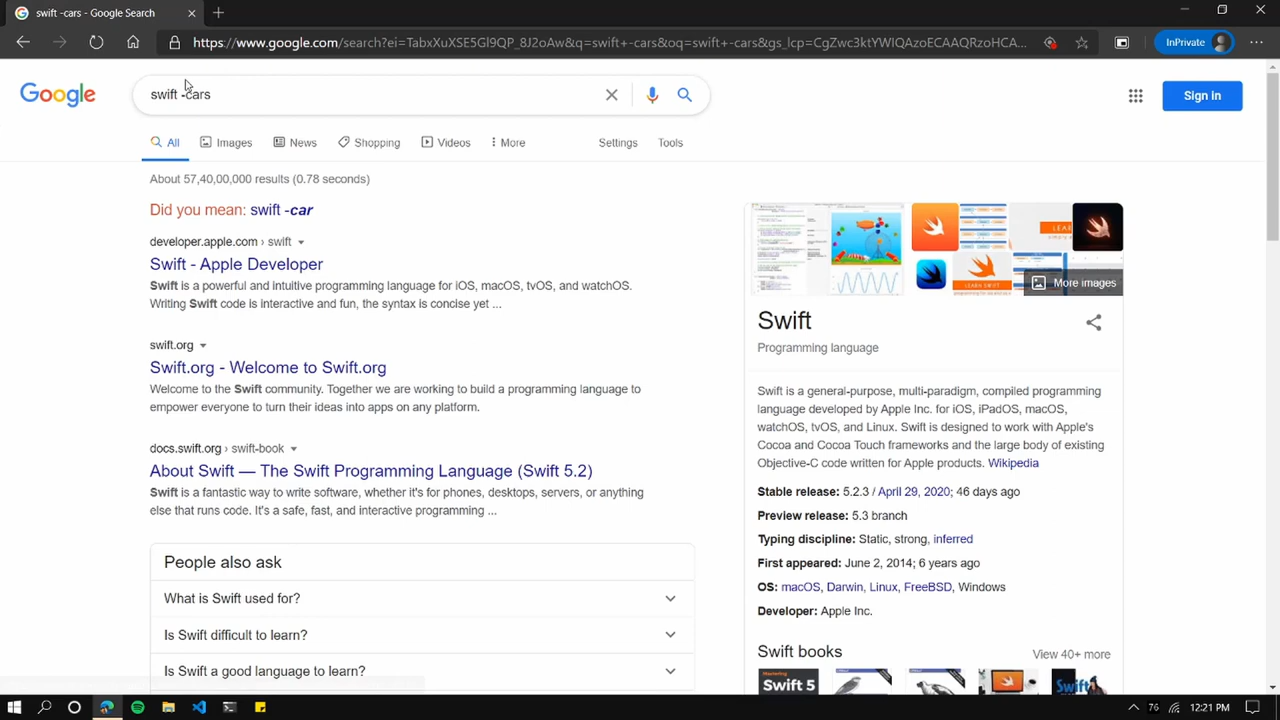 swift -cars - Google Search
https://www.google.com/search?ei=TabxXuXSE5Gl9QP_8J2oAw&q=swift+-cars&oq=swift+-cars&gs_lcp=CgZwc3ktYWIQAzoECAAQRzoHCA...
InPrivate
Google
swift -cars
Sign in
All
Images
News
Shopping
Videos
More
Settings
Tools
About 57,40,00,000 results (0.78 seconds)
Did you mean: swift -car
developer.apple.com › swift
Swift - Apple Developer
Swift is a powerful and intuitive programming language for iOS, macOS, tvOS, and watchOS.
Writing Swift code is interactive and fun, the syntax is concise yet ...
swift.org
Swift.org - Welcome to Swift.org
Welcome to the Swift community. Together we are working to build a programming language to
empower everyone to turn their ideas into apps on any platform.
docs.swift.org › swift-book
About Swift — The Swift Programming Language (Swift 5.2)
Swift is a fantastic way to write software, whether it's for phones, desktops, servers, or anything
else that runs code. It's a safe, fast, and interactive programming ...
People also ask
What is Swift used for?
Is Swift difficult to learn?
Is Swift a good language to learn?
LEARN SWIFT
More images
Swift
Programming language
Swift is a general-purpose, multi-paradigm, compiled programming
language developed by Apple Inc. for iOS, iPadOS, macOS,
watchOS, tvOS, and Linux. Swift is designed to work with Apple's
Cocoa and Cocoa Touch frameworks and the large body of existing
Objective-C code written for Apple products. Wikipedia
Stable release: 5.2.3 / April 29, 2020; 46 days ago
Preview release: 5.3 branch
Typing discipline: Static, strong, inferred
First appeared: June 2, 2014; 6 years ago
OS: macOS, Darwin, Linux, FreeBSD, Windows
Developer: Apple Inc.
Swift books
View 40+ more
Swift 5
Swift
76
12:21 PM